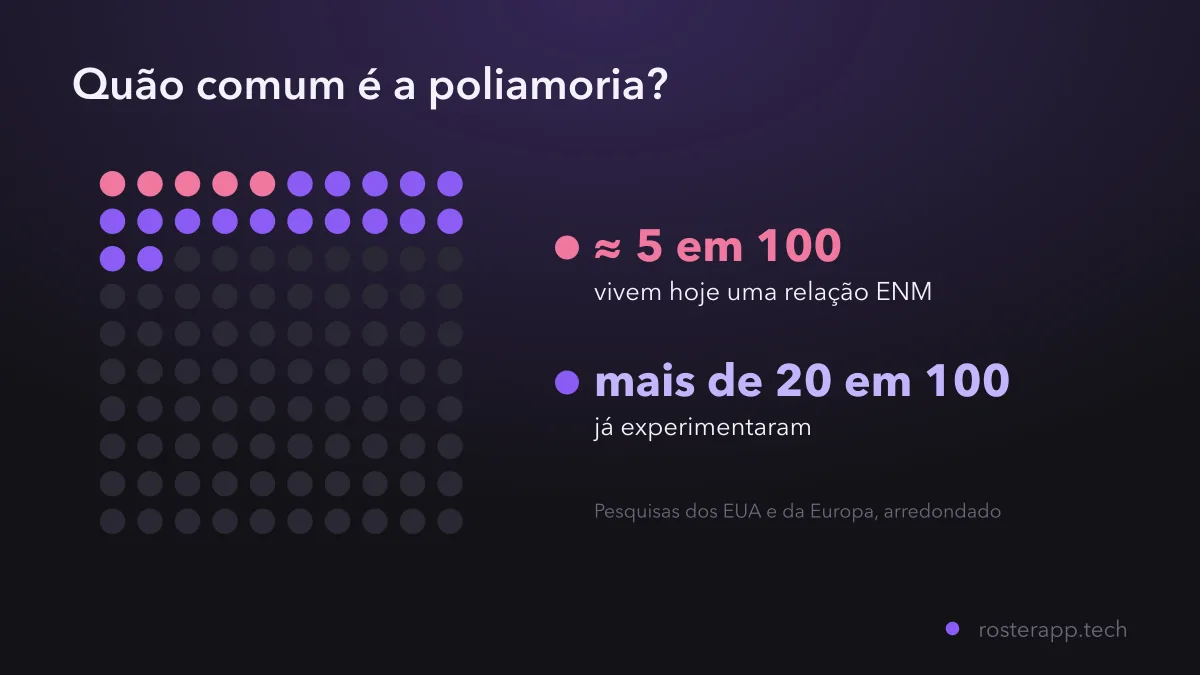 Quão comum é a poliamoria?
≈ 5 em 100
vivem hoje uma relação ENM
mais de 20 em 100
já experimentaram
Pesquisas dos EUA e da Europa, arredondado
rosterapp.tech